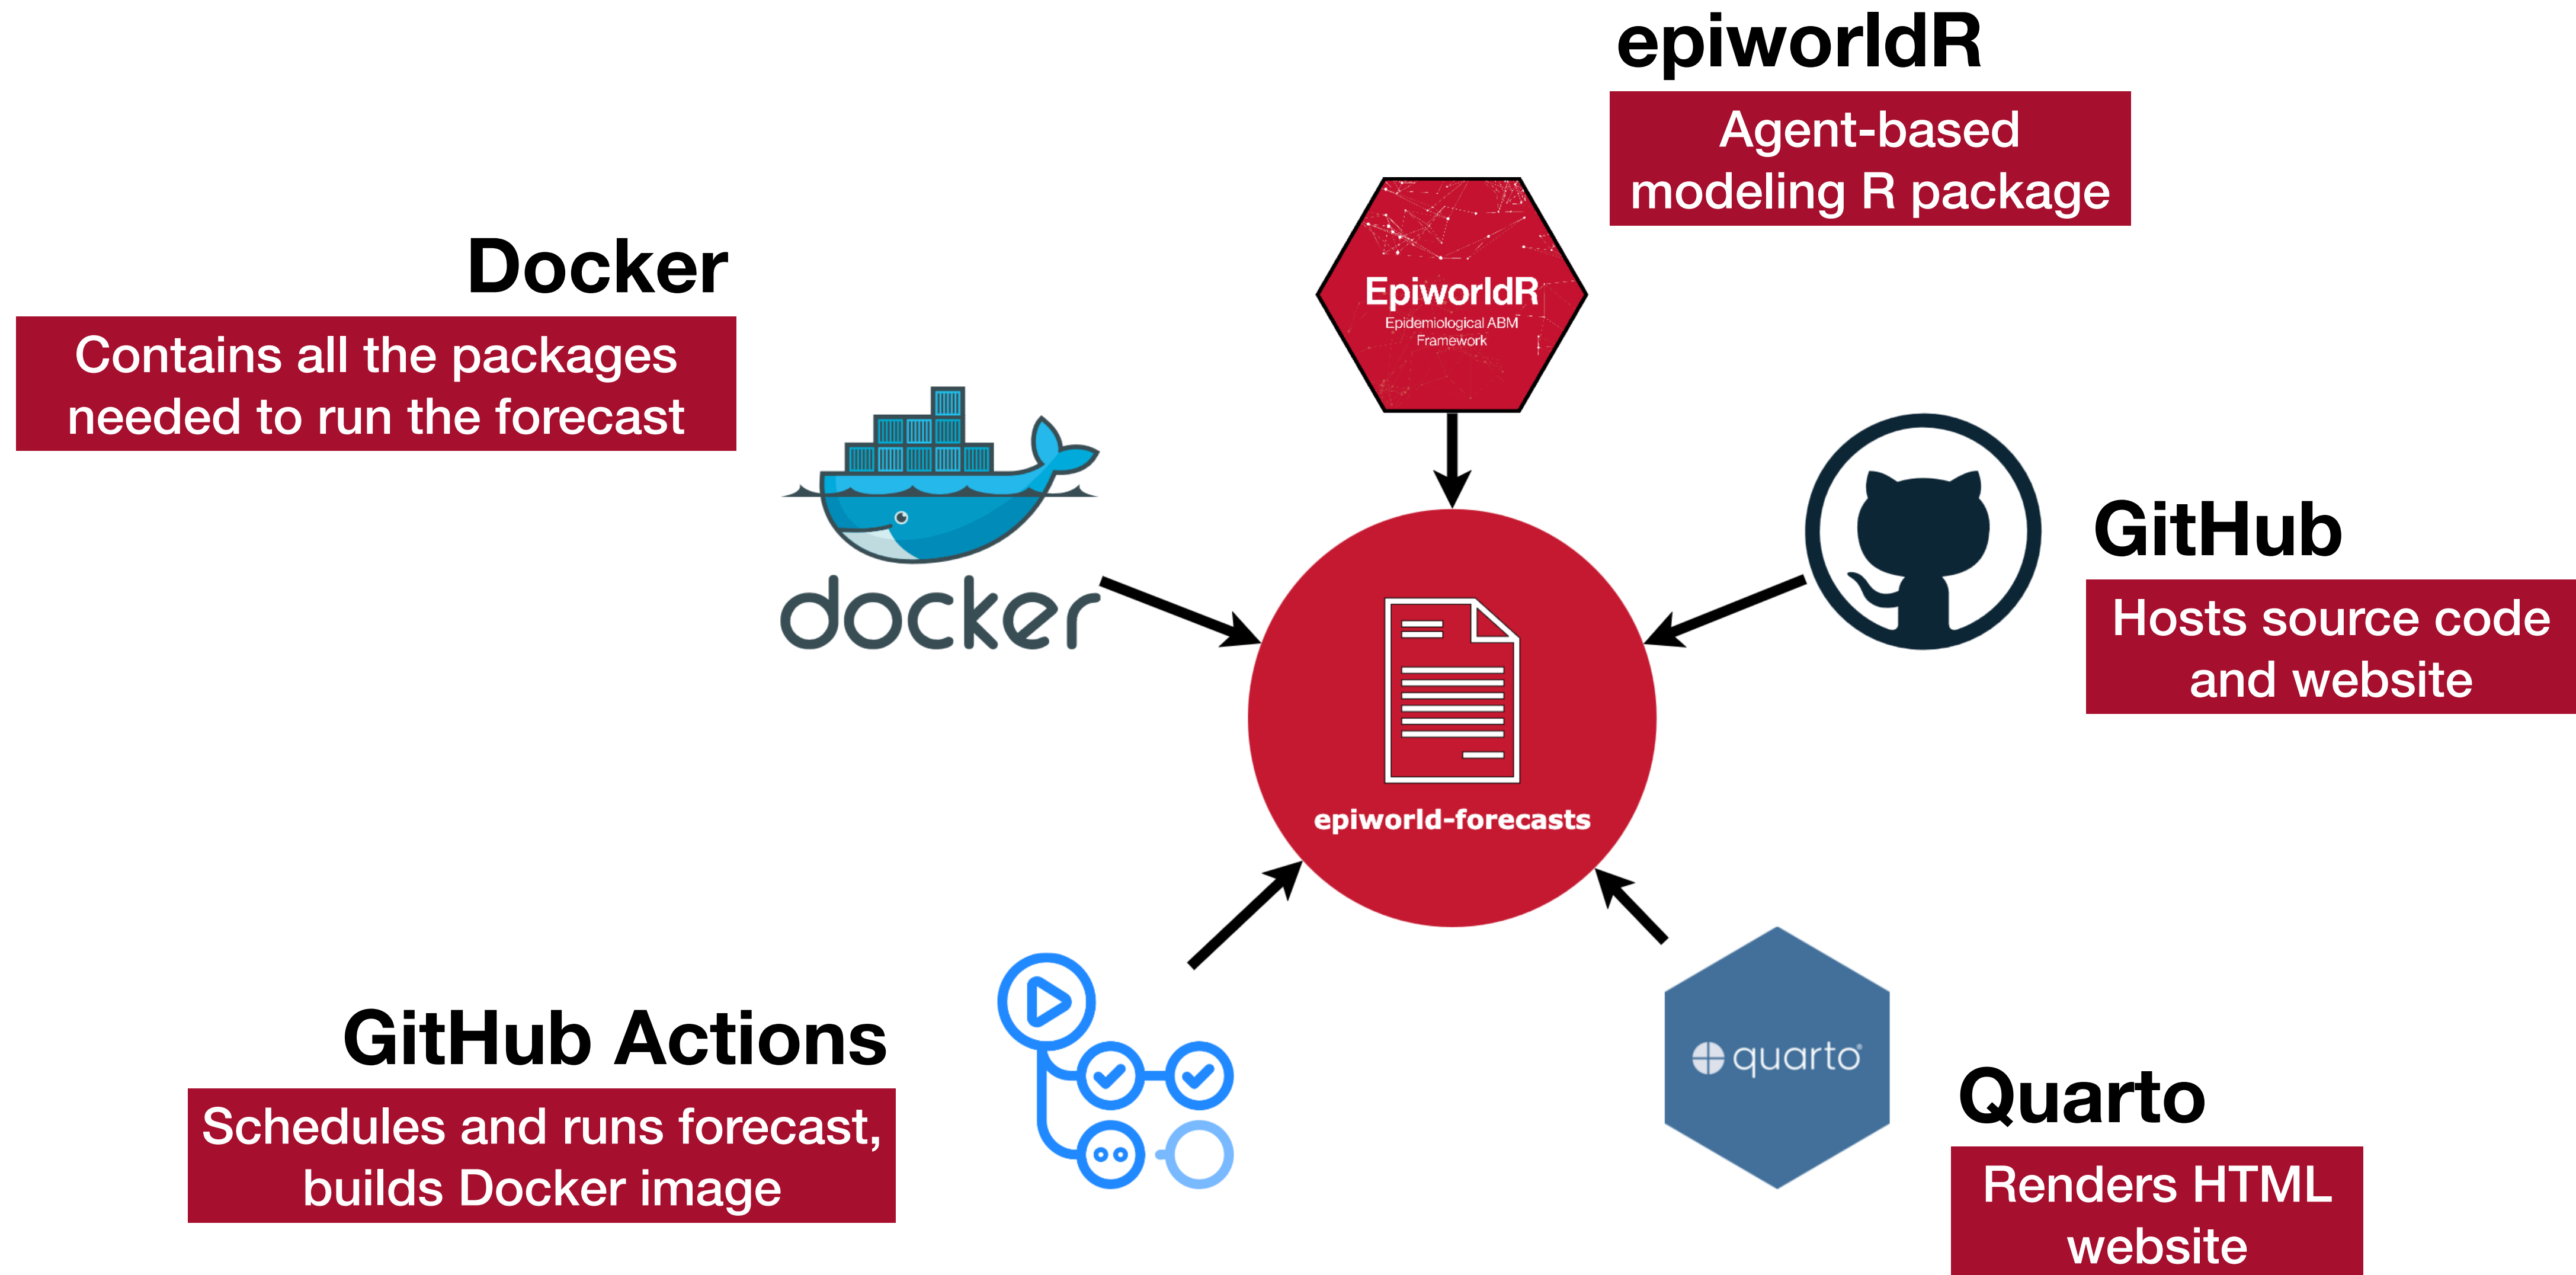 epiworldR
Agent-based
modeling R package
EpiworldR
Epidemiological ABM
Framework
Docker
Contains all the packages
needed to run the forecast
docker
GitHub
Hosts source code
and website
epiworld-forecasts
GitHub Actions
Schedules and runs forecast,
builds Docker image
quarto
Quarto
Renders HTML
website